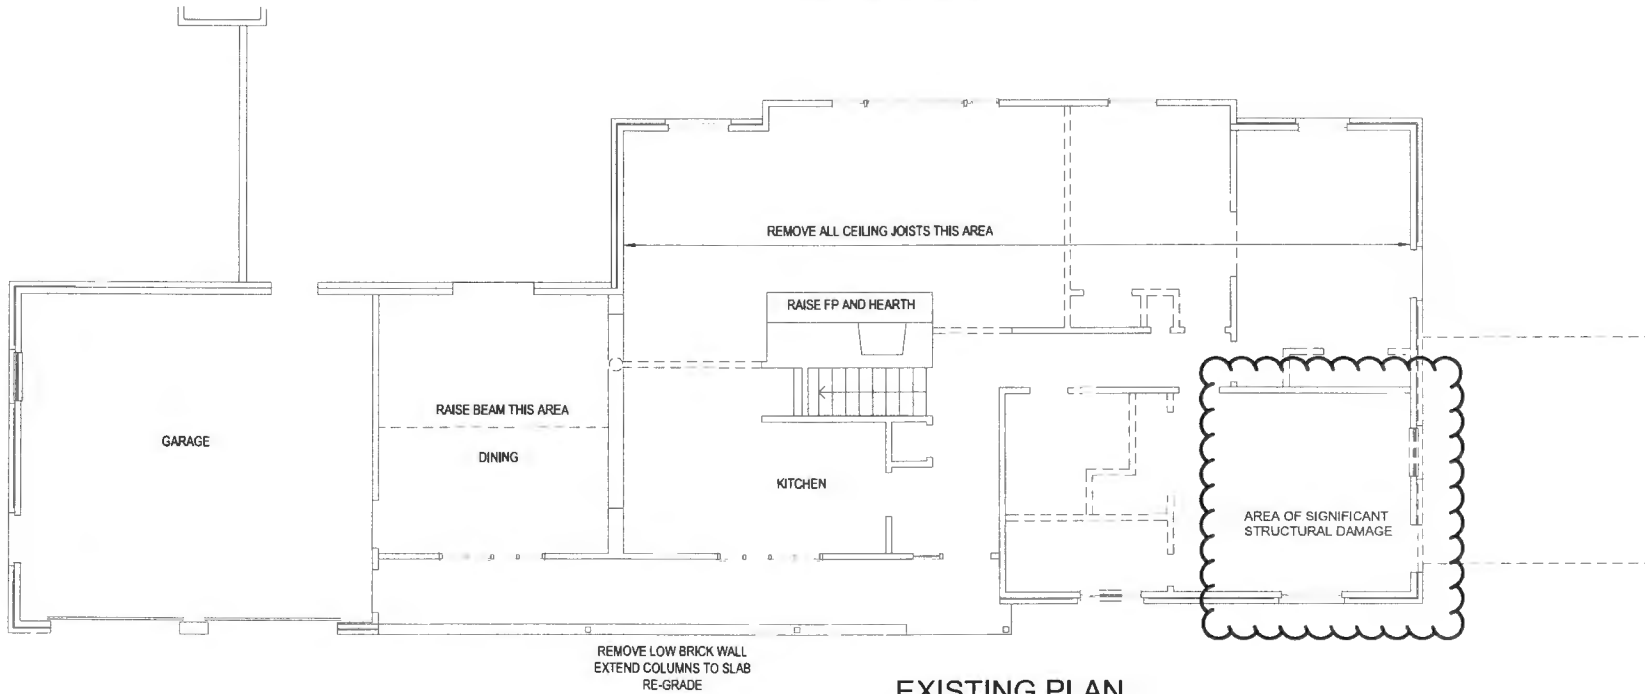 REMOVE ALL CEILING JOISTS THIS AREA
RAISE FP AND HEARTH
RAISE BEAM THIS AREA
GARAGE
DINING
KITCHEN
AREA OF SIGNIFICANT
STRUCTURAL DAMAGE
REMOVE LOW BRICK WALL
EXTEND COLUMNS TO SLAB
RE-GRADE
EXISTING PLAN